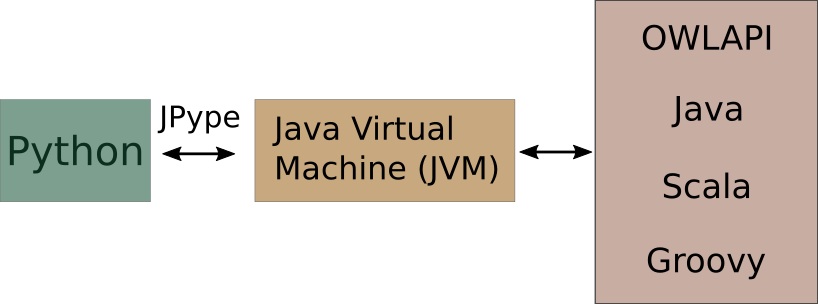 Python
JPype
Java Virtual
Machine (JVM)
OWLAPI
Java
Scala
Groovy